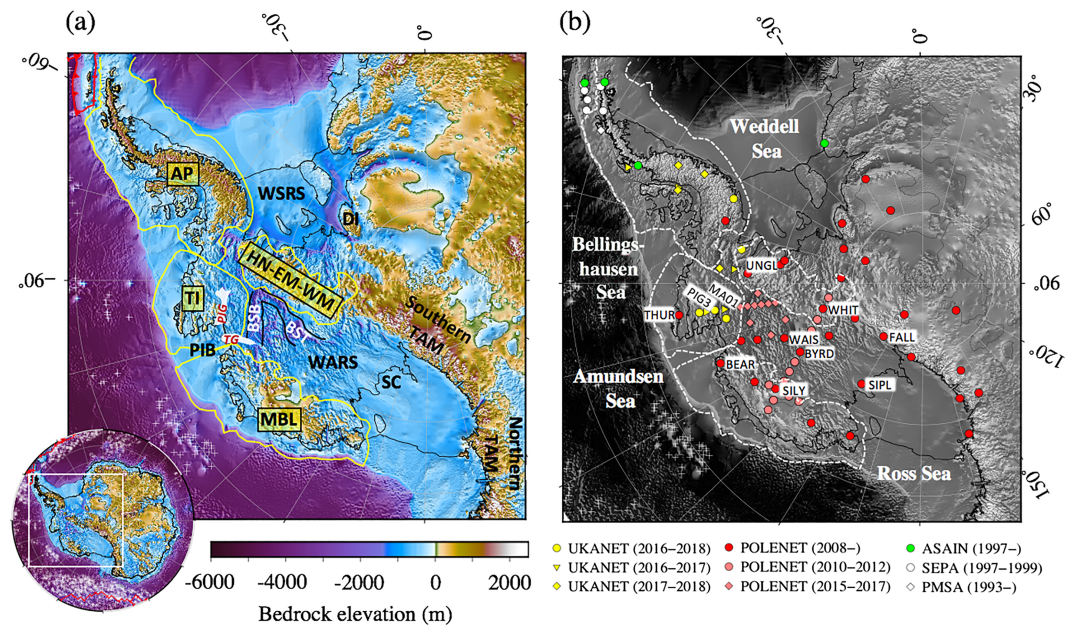 (a)
-30°
0°
-60°
-90°
AP
WSRS
DI
HN-EM-WM
TI
PIG
BSB
BST
TG
PIB
Southern
TAM
WARS
SC
MBL
Northern
TAM
-6000 -4000 -2000 0 2000
Bedrock elevation (m)
(b)
-30°
0°
30°
60°
90°
120°
150°
Weddell
Sea
Bellings-
hausen
Sea
Amundsen
Sea
Ross Sea
UNGL
MA01
PIG3
THUR
WHIT
WAIS
BYRD
FALL
BEAR
SILY
SIPL
UKANET (2016−2018)
UKANET (2016−2017)
UKANET (2017−2018)
POLENET (2008−)
POLENET (2010−2012)
POLENET (2015−2017)
ASAIN (1997−)
SEPA (1997−1999)
PMSA (1993−)